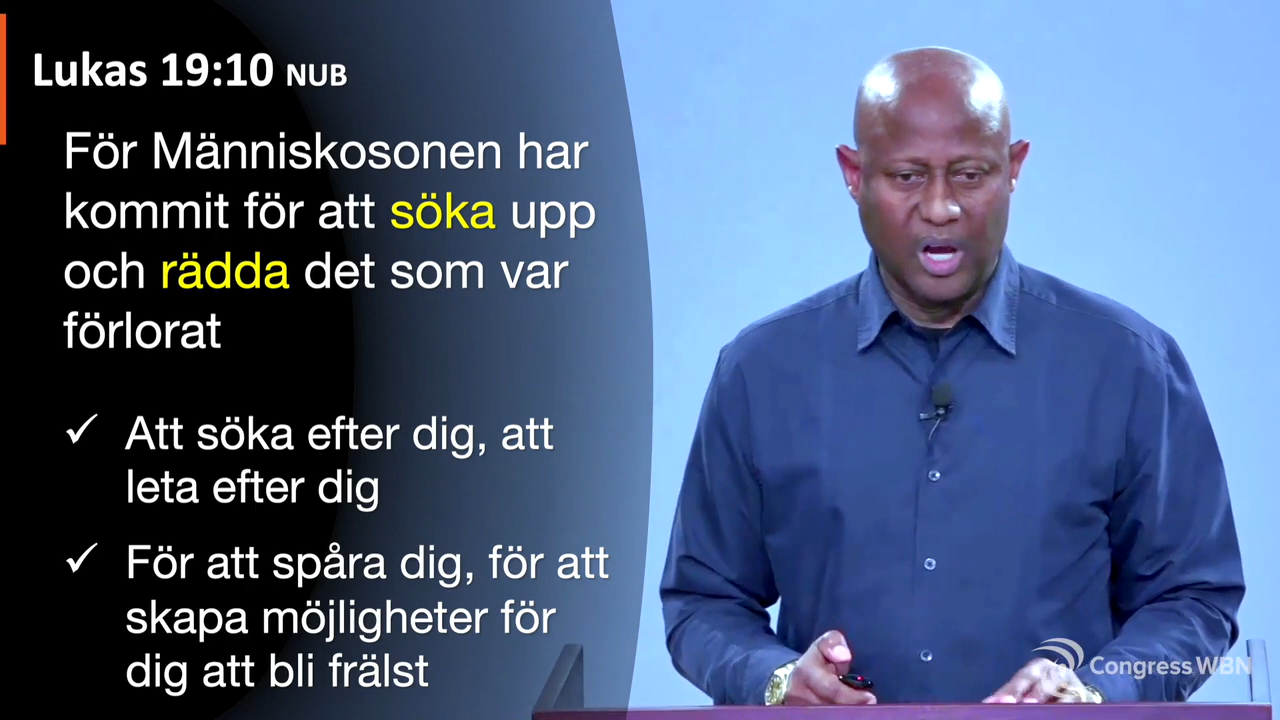 Lukas 19:10 NUB
För Människosonen har
kommit för att söka upp
och rädda det som var
förlorat
✓ Att söka efter dig, att
leta efter dig
✓ För att spåra dig, för att
skapa möjligheter för
dig att bli frälst
Congress WBN